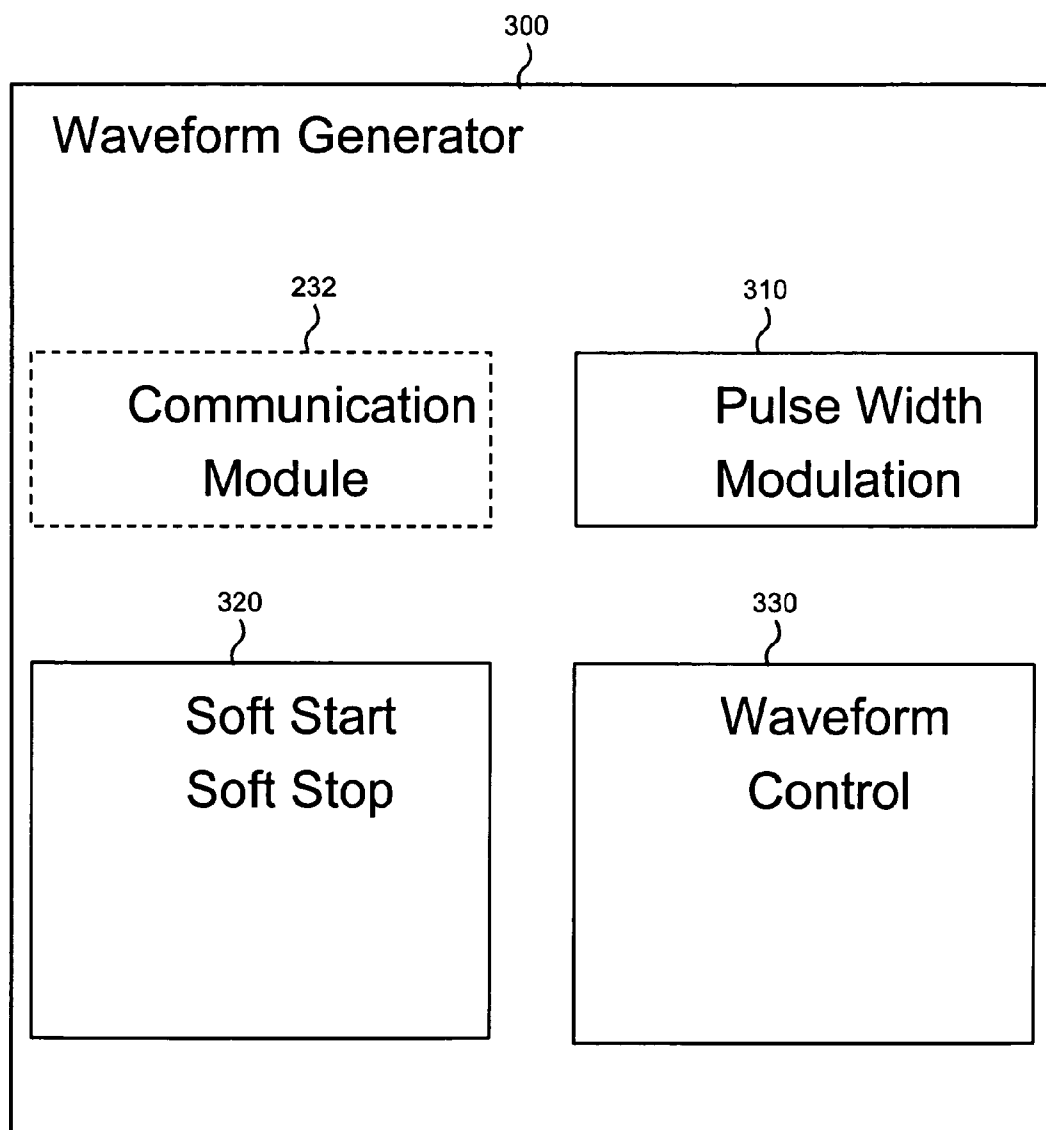 300
Waveform Generator
232
310
Communication
Module
Pulse Width
Modulation
320
330
Soft Start
Soft Stop
Waveform
Control